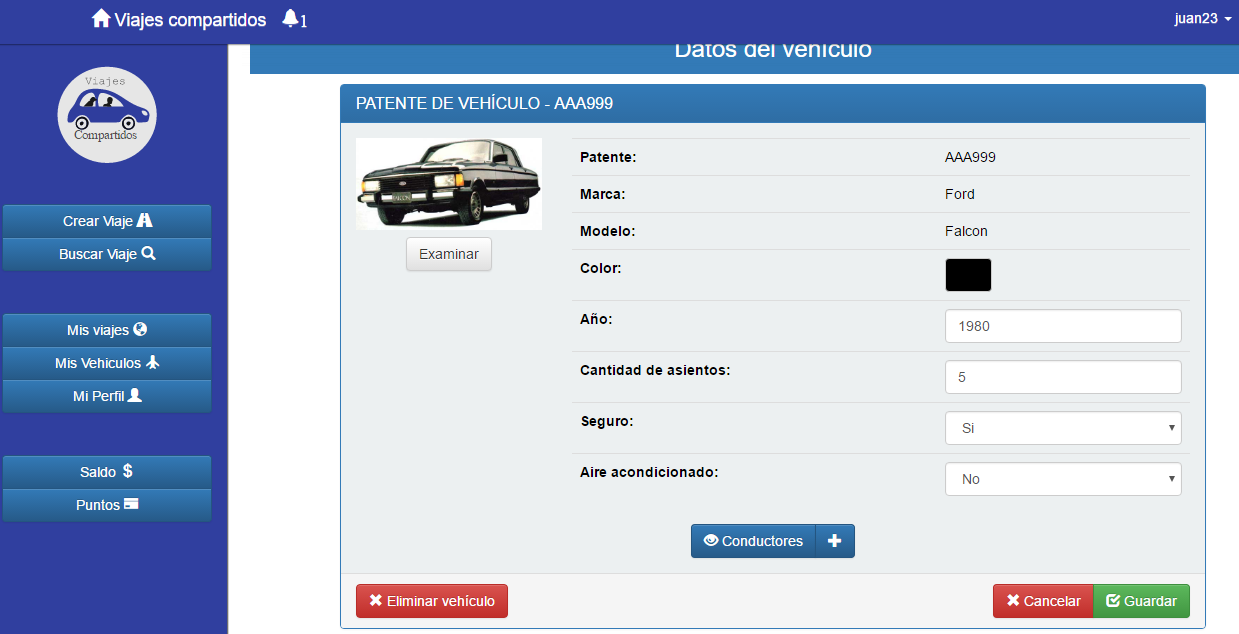 Viajes compartidos 1
juan23
Viajes
Compartidos
Crear Viaje
Buscar Viaje
Mis viajes
Mis Vehiculos
Mi Perfil
Saldo $
Puntos
Datos del vehículo
PATENTE DE VEHÍCULO - AAA999
Examinar
Patente: AAA999
Marca: Ford
Modelo: Falcon
Color:
Año: 1980
Cantidad de asientos: 5
Seguro: Si
Aire acondicionado: No
Conductores +
Eliminar vehículo
Cancelar
Guardar